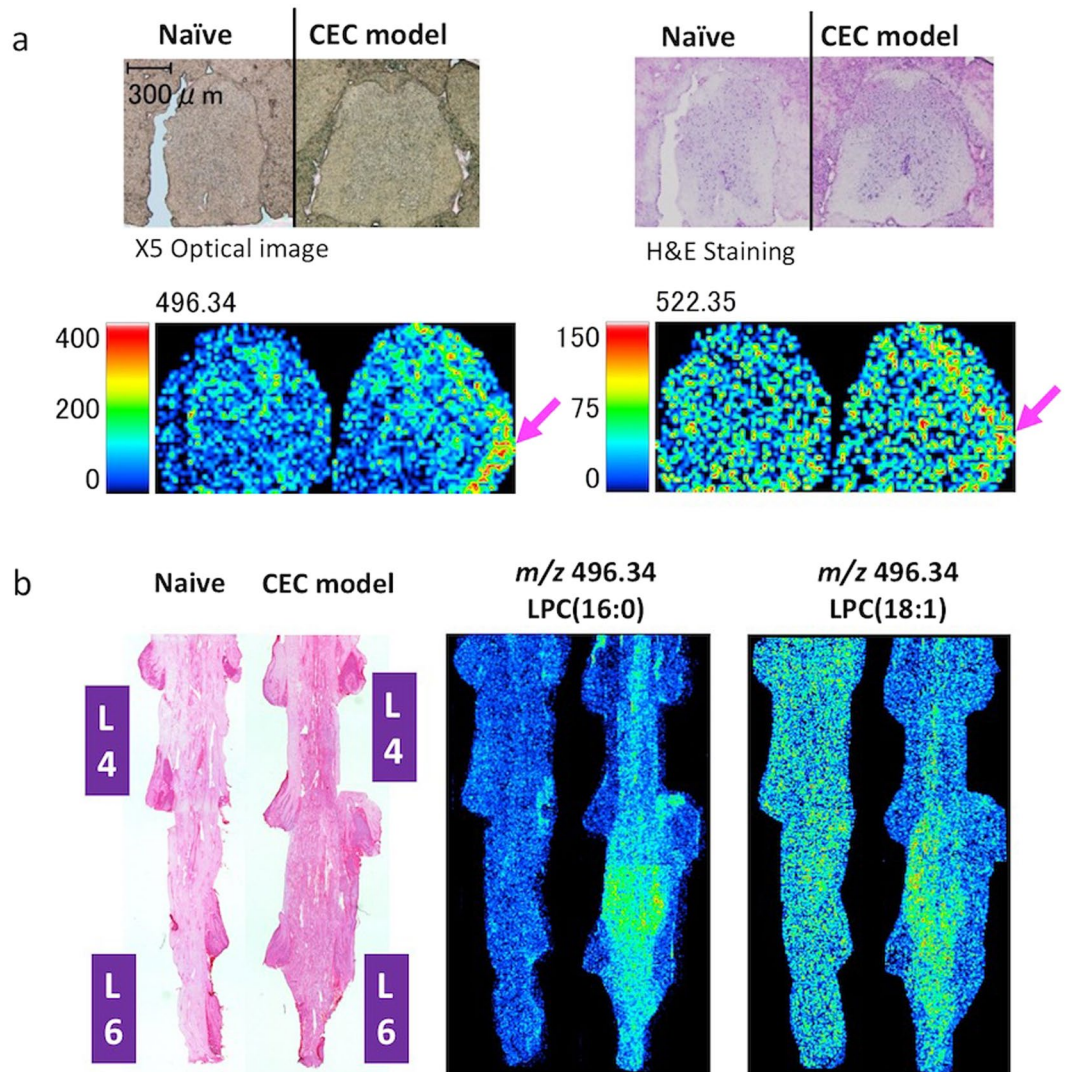 a
Naïve
CEC model
300 μ m
X5 Optical image
Naïve
CEC model
H&E Staining
496.34
400
200
0
522.35
150
75
0
b
Naive
CEC model
L
4
L
4
L
6
L
6
m/z 496.34
LPC(16:0)
m/z 496.34
LPC(18:1)